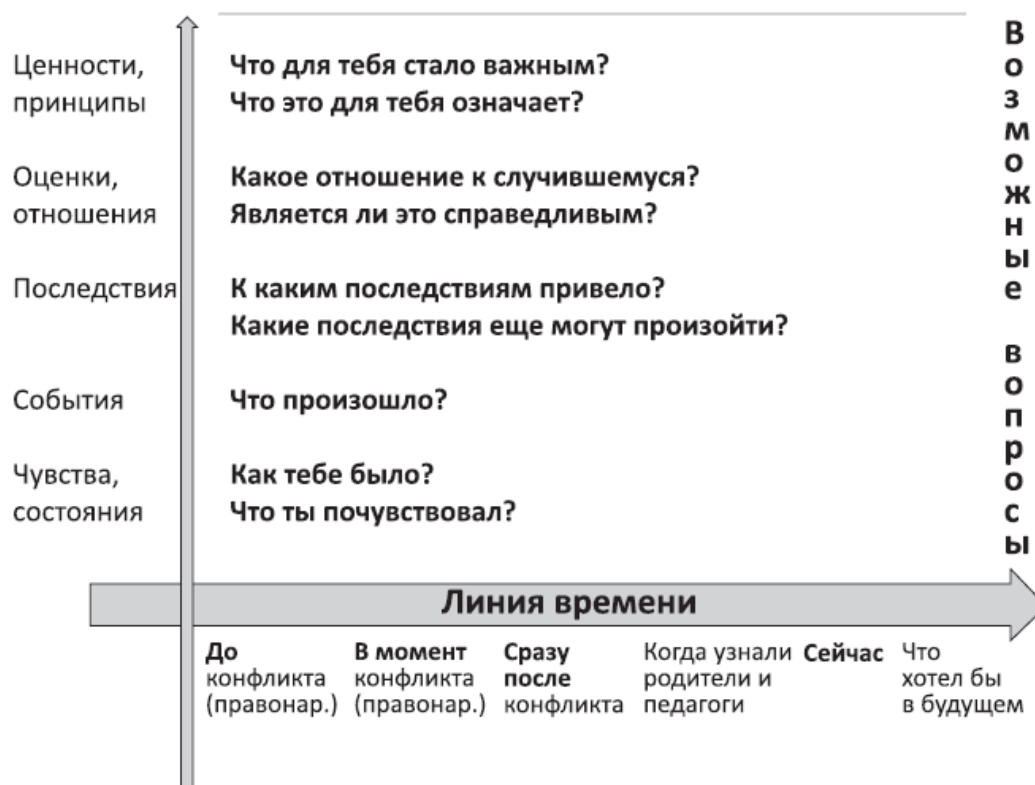 Ценности,
принципы
Что для тебя стало важным?
Что это для тебя означает?
Оценки,
отношения
Какое отношение к случившемуся?
Является ли это справедливым?
Последствия
К каким последствиям привело?
Какие последствия еще могут произойти?
События
Что произошло?
Чувства,
состояния
Как тебе было?
Что ты почувствовал?
Возможные вопросы
Линия времени
До
конфликта
(правонар.)
В момент
конфликта
(правонар.)
Сразу
после
конфликта
Когда узнали
родители и
педагоги
Сейчас
Что
хотел бы
в будущем